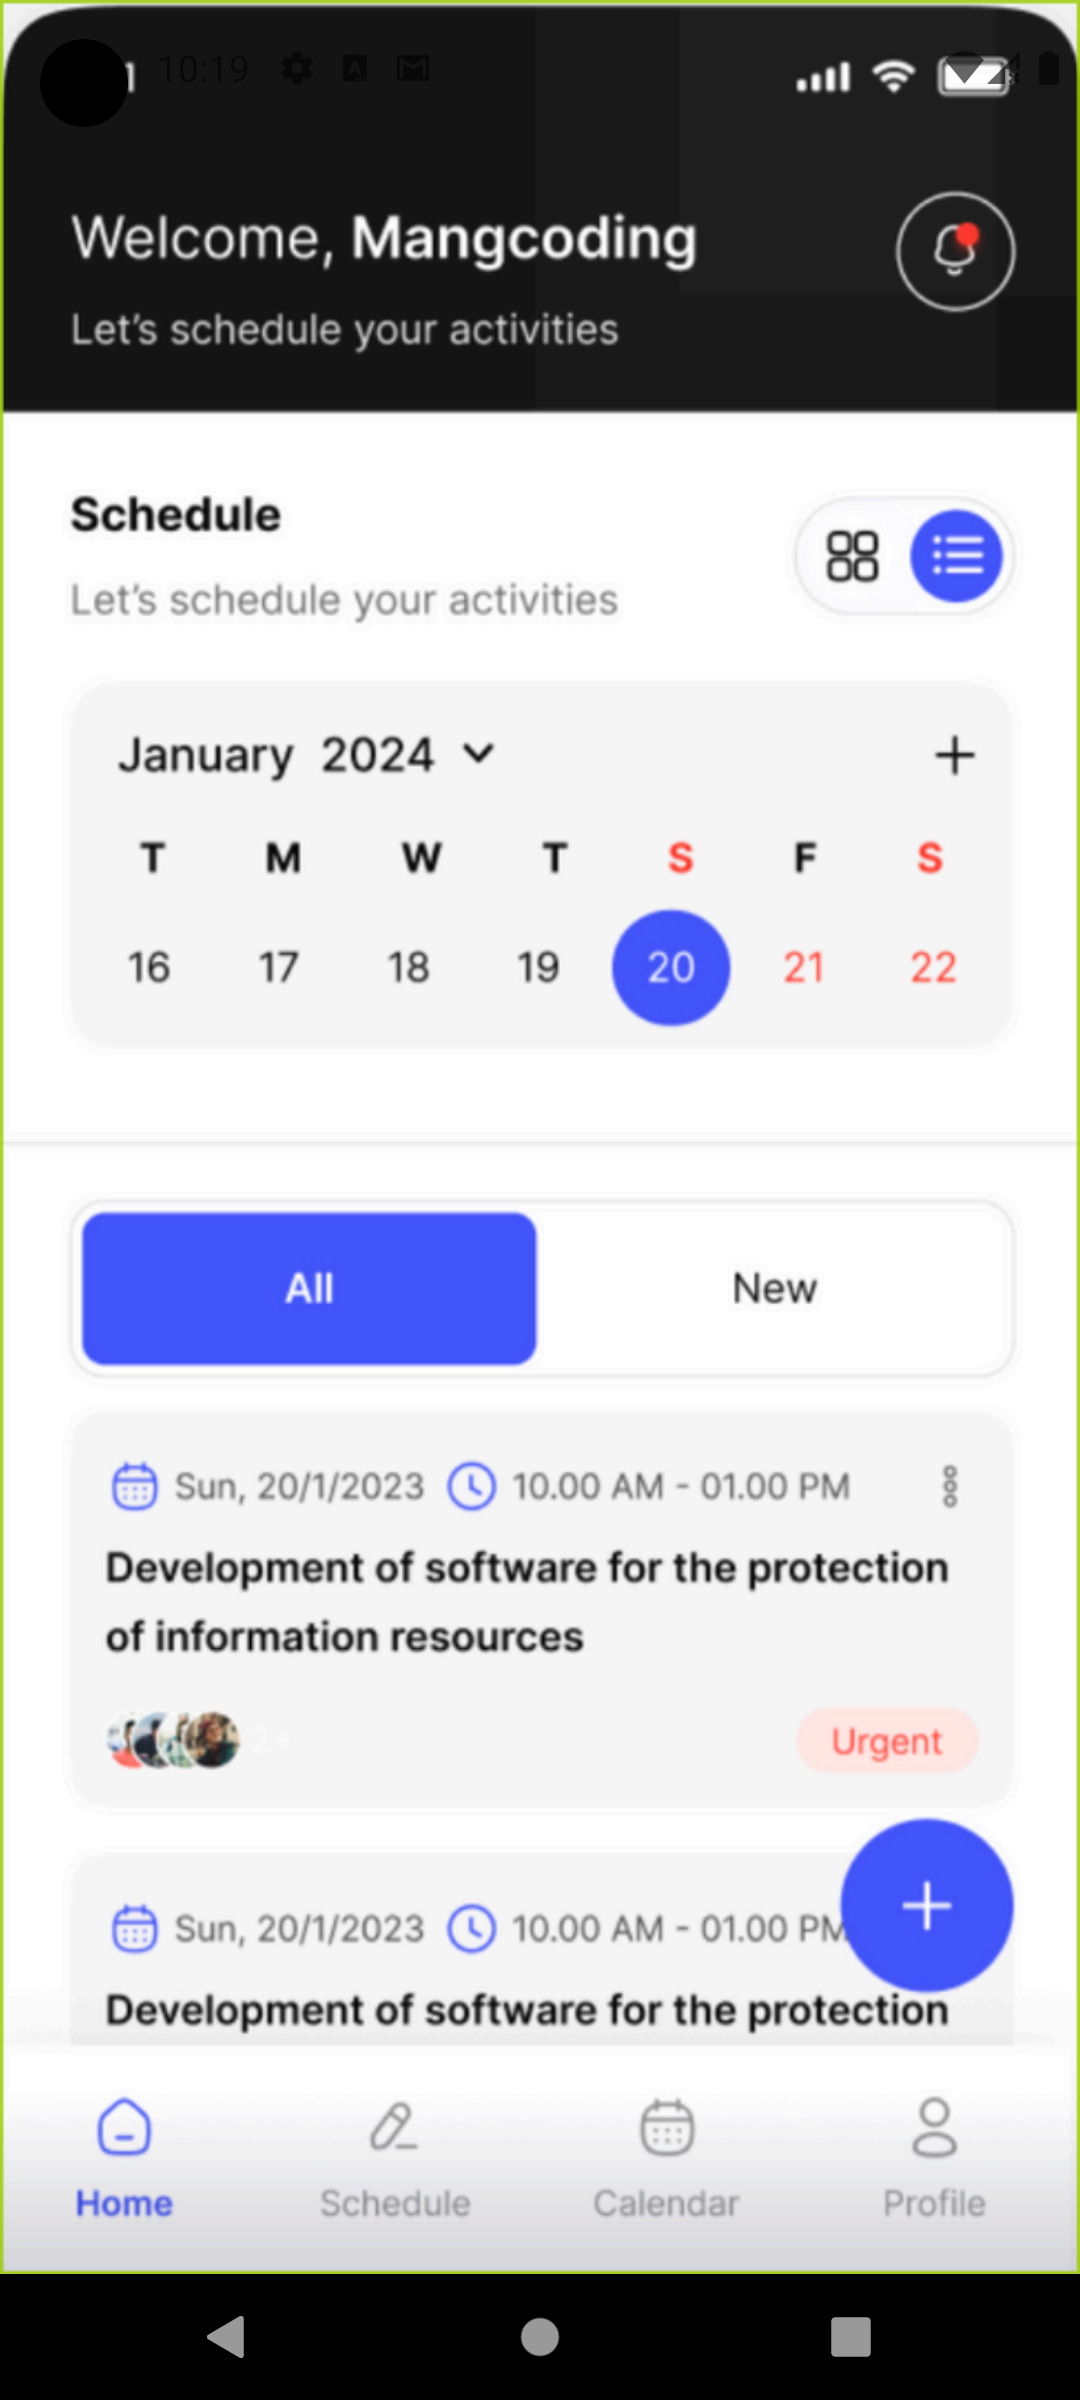 10:19
Welcome, Mangcoding
Let's schedule your activities
Schedule
Let's schedule your activities
January 2024
T M W T S F S
16 17 18 19 20 21 22
All New
Sun, 20/1/2023 10.00 AM - 01.00 PM
Development of software for the protection
of information resources
2+
Urgent
Sun, 20/1/2023 10.00 AM - 01.00 PM
Development of software for the protection
Home Schedule Calendar Profile